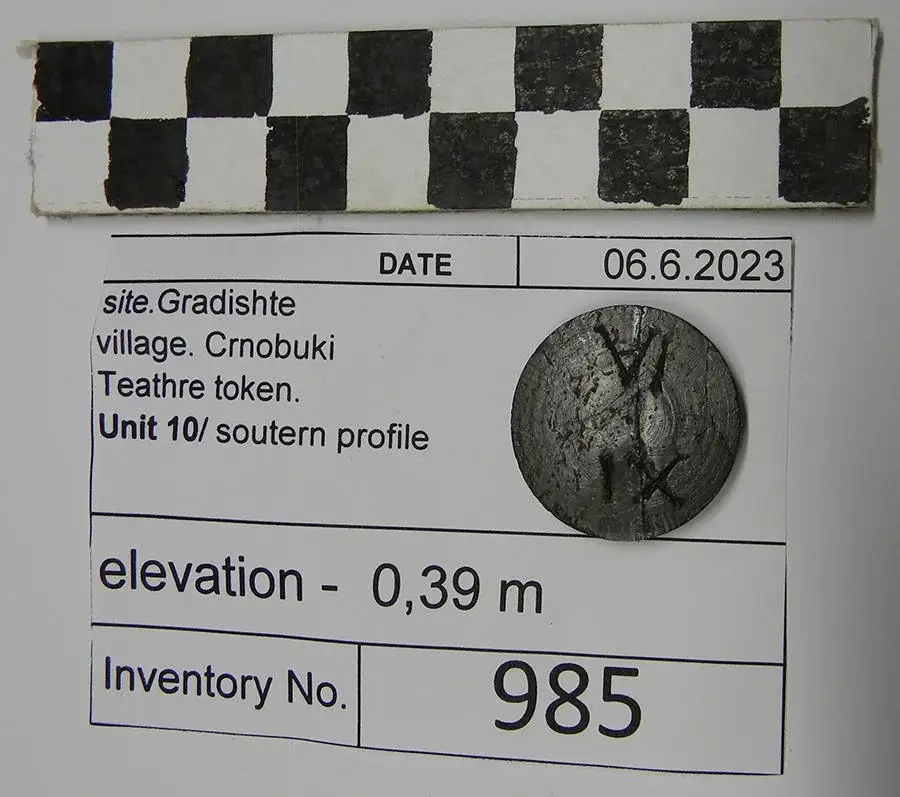 DATE 06.6.2023
site.Gradishte
village. Crnobuki
Teathre token.
Unit 10/ soutern profile
VI
IX
elevation - 0,39 m
Inventory No. 985